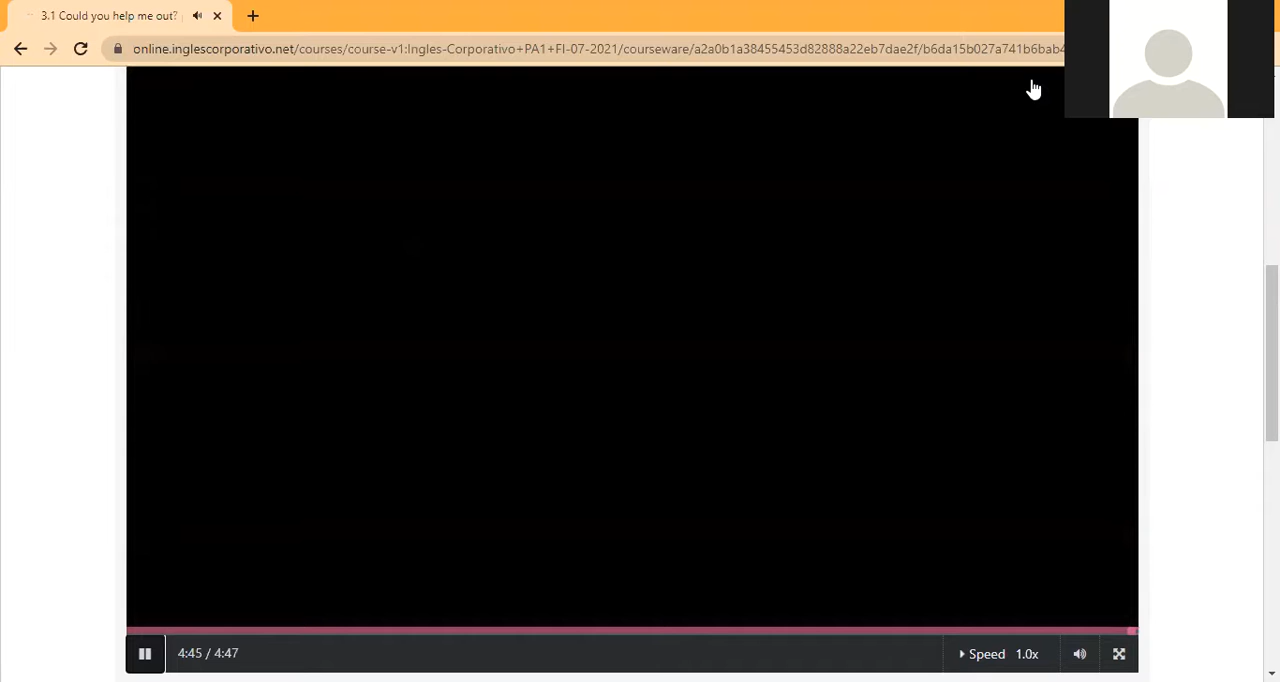 3.1 Could you help me out?
online.inglescorporativo.net/courses/course-v1:Ingles-Corporativo+PA1+FI-07-2021/courseware/a2a0b1a38455453d82888a22eb7dae2f/b6da15b027a741b6bab4
4:45 / 4:47
Speed 1.0x